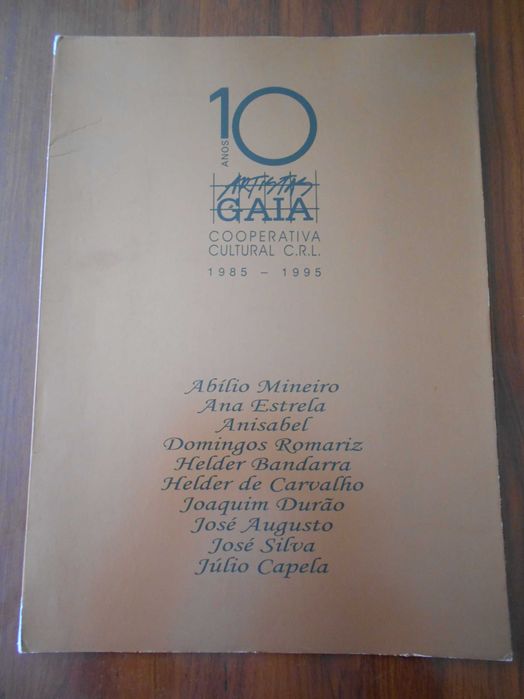 10
ANOS
ARTISTAS
GAIA
COOPERATIVA
CULTURAL C.R.L.
1985 - 1995
Abílio Mineiro
Ana Estrela
Anisabel
Domingos Romariz
Helder Bandarra
Helder de Carvalho
Joaquim Durão
José Augusto
José Silva
Júlio Capela